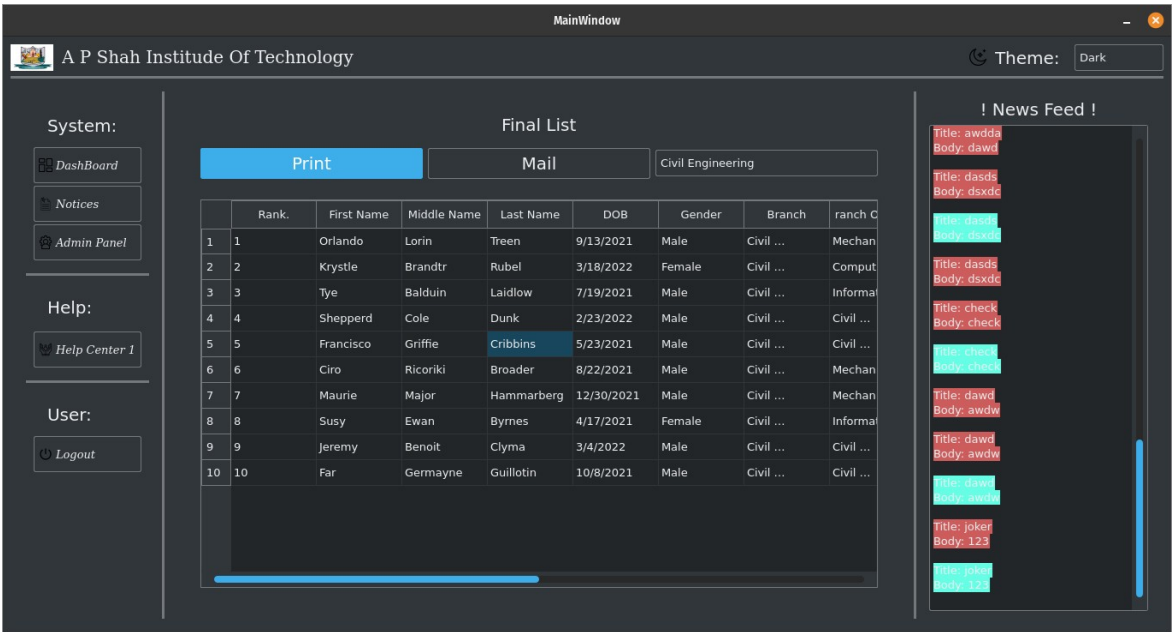 MainWindow
A P Shah Institute Of Technology
Theme: Dark
System:
DashBoard
Notices
Admin Panel
Help:
Help Center 1
User:
Logout
Final List
Print Mail Civil Engineering
Rank. First Name Middle Name Last Name DOB Gender Branch ranch O
1 1 Orlando Lorin Treen 9/13/2021 Male Civil ... Mechan
2 2 Krystle Brandtr Rubel 3/18/2022 Female Civil ... Comput
3 3 Tye Balduin Laidlow 7/19/2021 Male Civil ... Informat
4 4 Shepperd Cole Dunk 2/23/2022 Male Civil ... Civil ...
5 5 Francisco Griffie Cribbins 5/23/2021 Male Civil ... Civil ...
6 6 Ciro Ricoriki Broader 8/22/2021 Male Civil ... Mechan
7 7 Maurie Major Hammarberg 12/30/2021 Male Civil ... Mechan
8 8 Susy Ewan Byrnes 4/17/2021 Female Civil ... Informat
9 9 Jeremy Benoit Clyma 3/4/2022 Male Civil ... Civil ...
10 10 Far Germayne Guillotin 10/8/2021 Male Civil ... Civil ...
! News Feed !
Title: awdda
Body: dawd
Title: dasds
Body: dsxdc
Title: dasds
Body: dsxdc
Title: dasds
Body: dsxdc
Title: check
Body: check
Title: check
Body: check
Title: dawd
Body: awdw
Title: dawd
Body: awdw
Title: dawd
Body: awdw
Title: joker
Body: 123
Title: joker
Body: 123